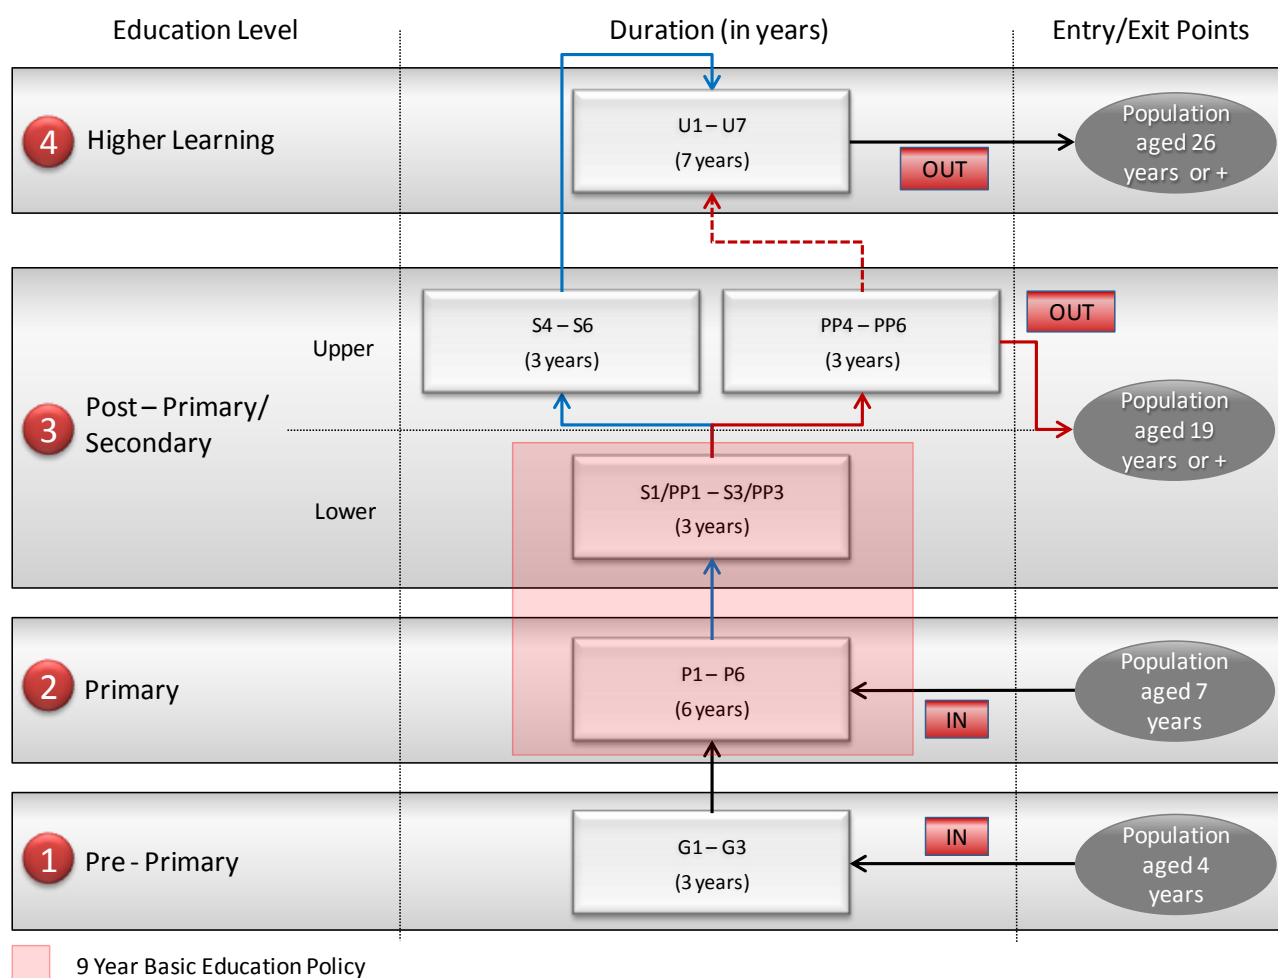 Education Level
Duration (in years)
Entry/Exit Points
4
Higher Learning
U1 – U7
(7 years)
OUT
Population
aged 26
years or +
3
Post – Primary/
Secondary
Upper
S4 – S6
(3 years)
PP4 – PP6
(3 years)
OUT
Population
aged 19
years or +
Lower
S1/PP1 – S3/PP3
(3 years)
2
Primary
P1 – P6
(6 years)
IN
Population
aged 7
years
1
Pre - Primary
G1 – G3
(3 years)
IN
Population
aged 4
years
9 Year Basic Education Policy